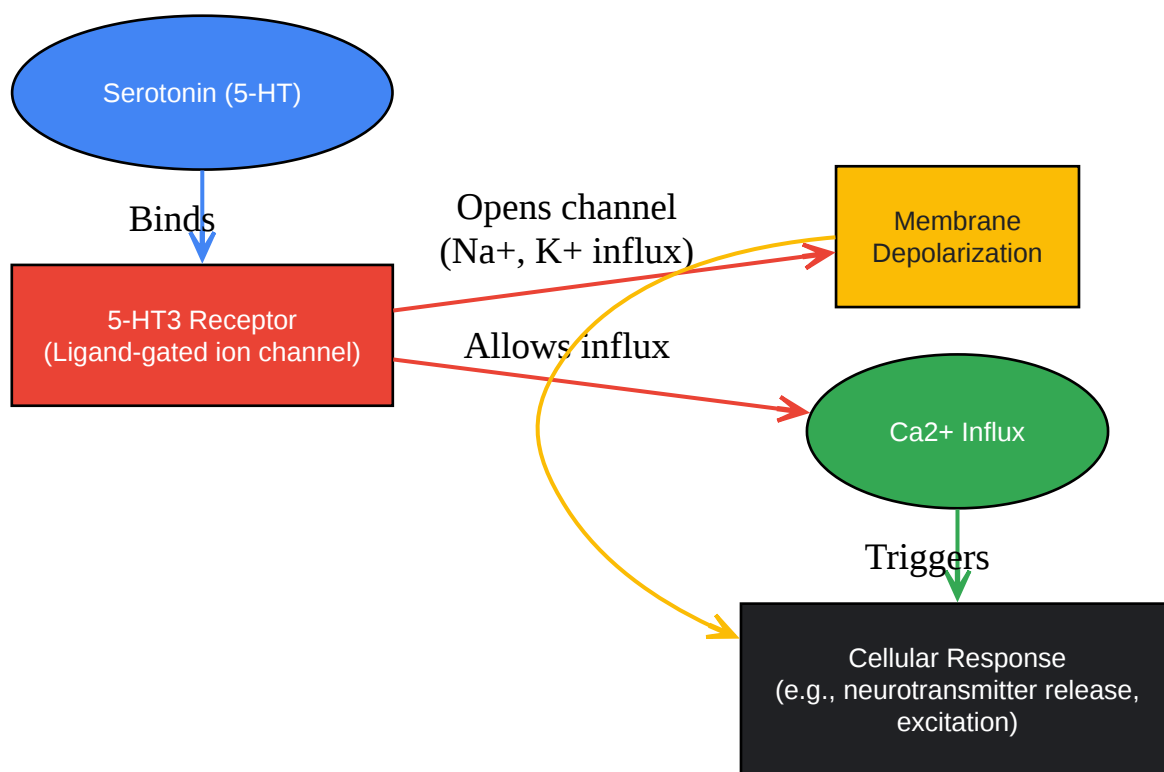 Serotonin (5-HT)
Binds
5-HT3 Receptor
(Ligand-gated ion channel)
Opens channel
(Na+, K+ influx)
Membrane
Depolarization
Allows influx
Ca2+ Influx
Triggers
Cellular Response
(e.g., neurotransmitter release,
excitation)